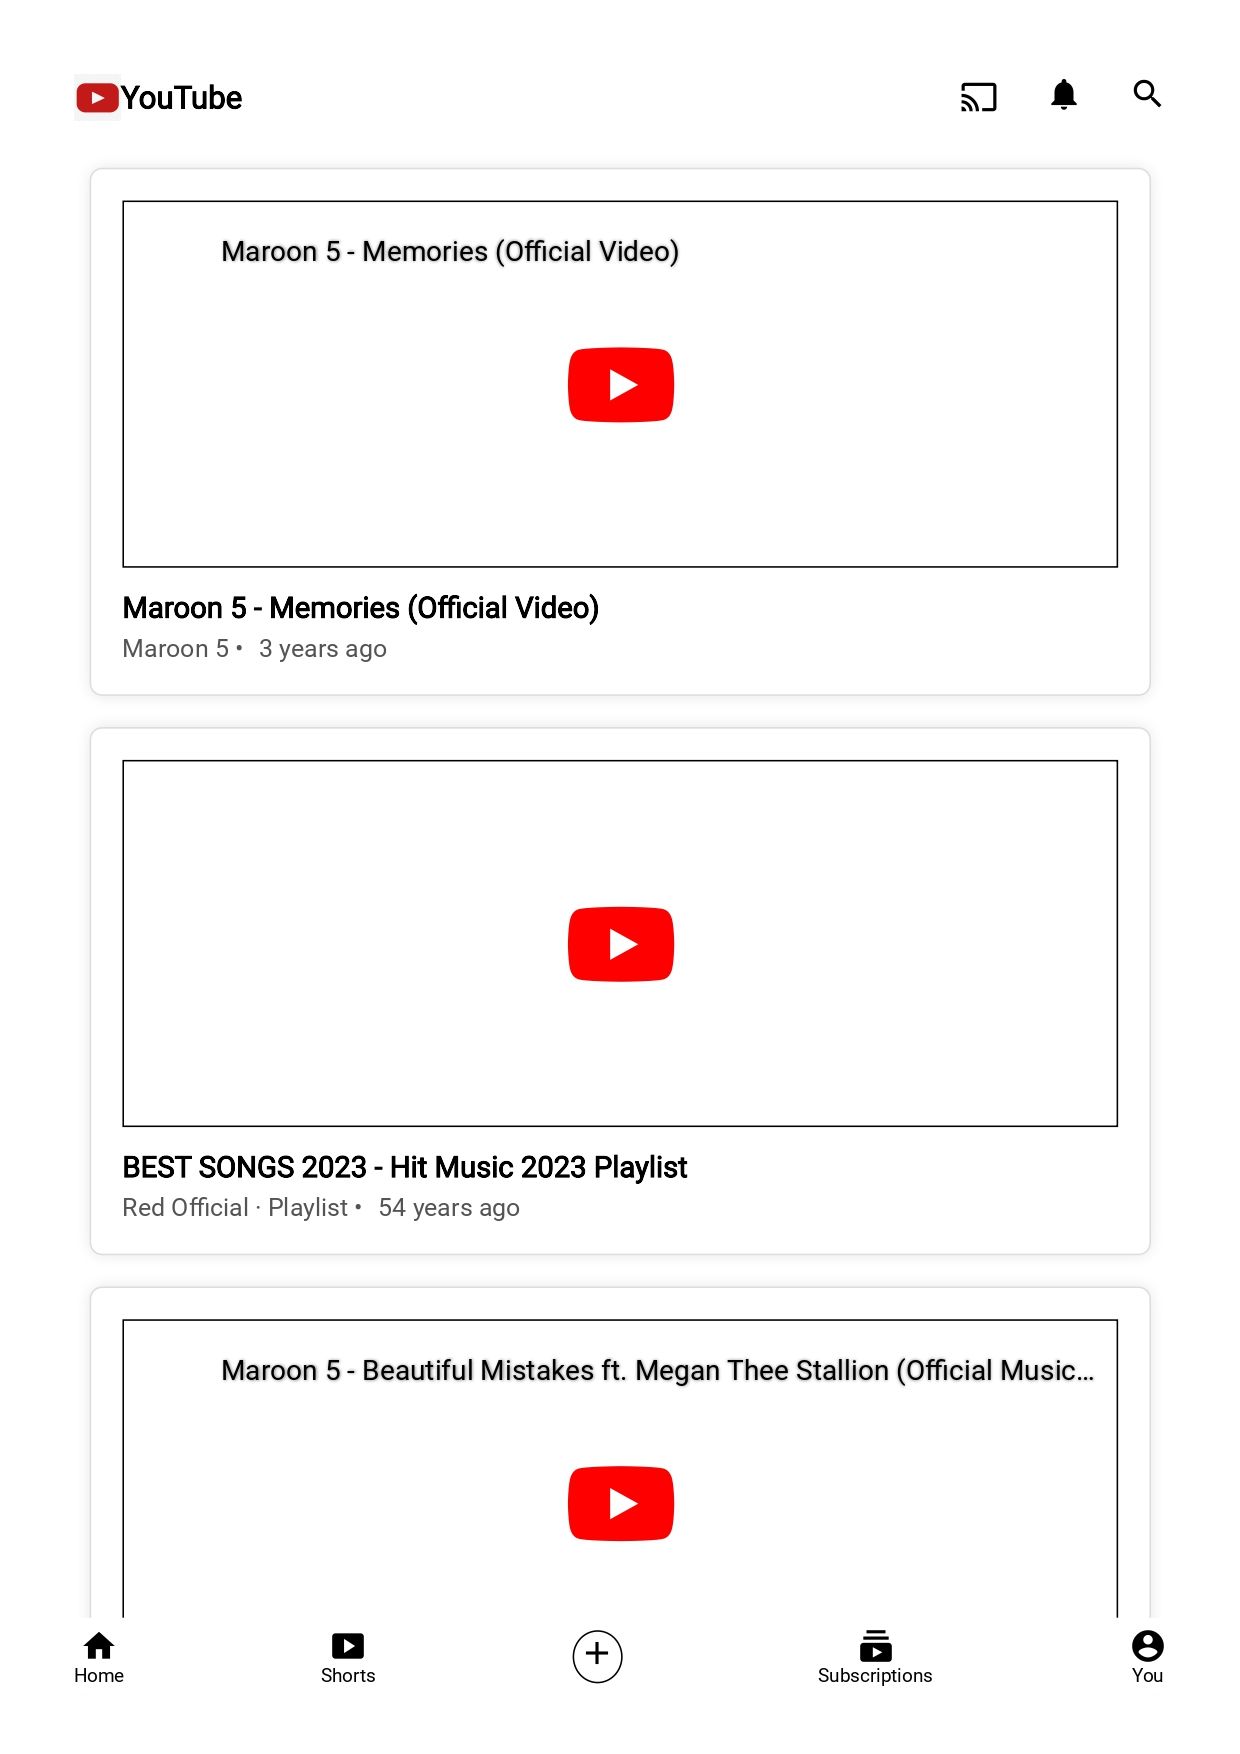 YouTube
Maroon 5 - Memories (Official Video)
Maroon 5 - Memories (Official Video)
Maroon 5 • 3 years ago
BEST SONGS 2023 - Hit Music 2023 Playlist
Red Official · Playlist • 54 years ago
Maroon 5 - Beautiful Mistakes ft. Megan Thee Stallion (Official Music...
Home
Shorts
Subscriptions
You